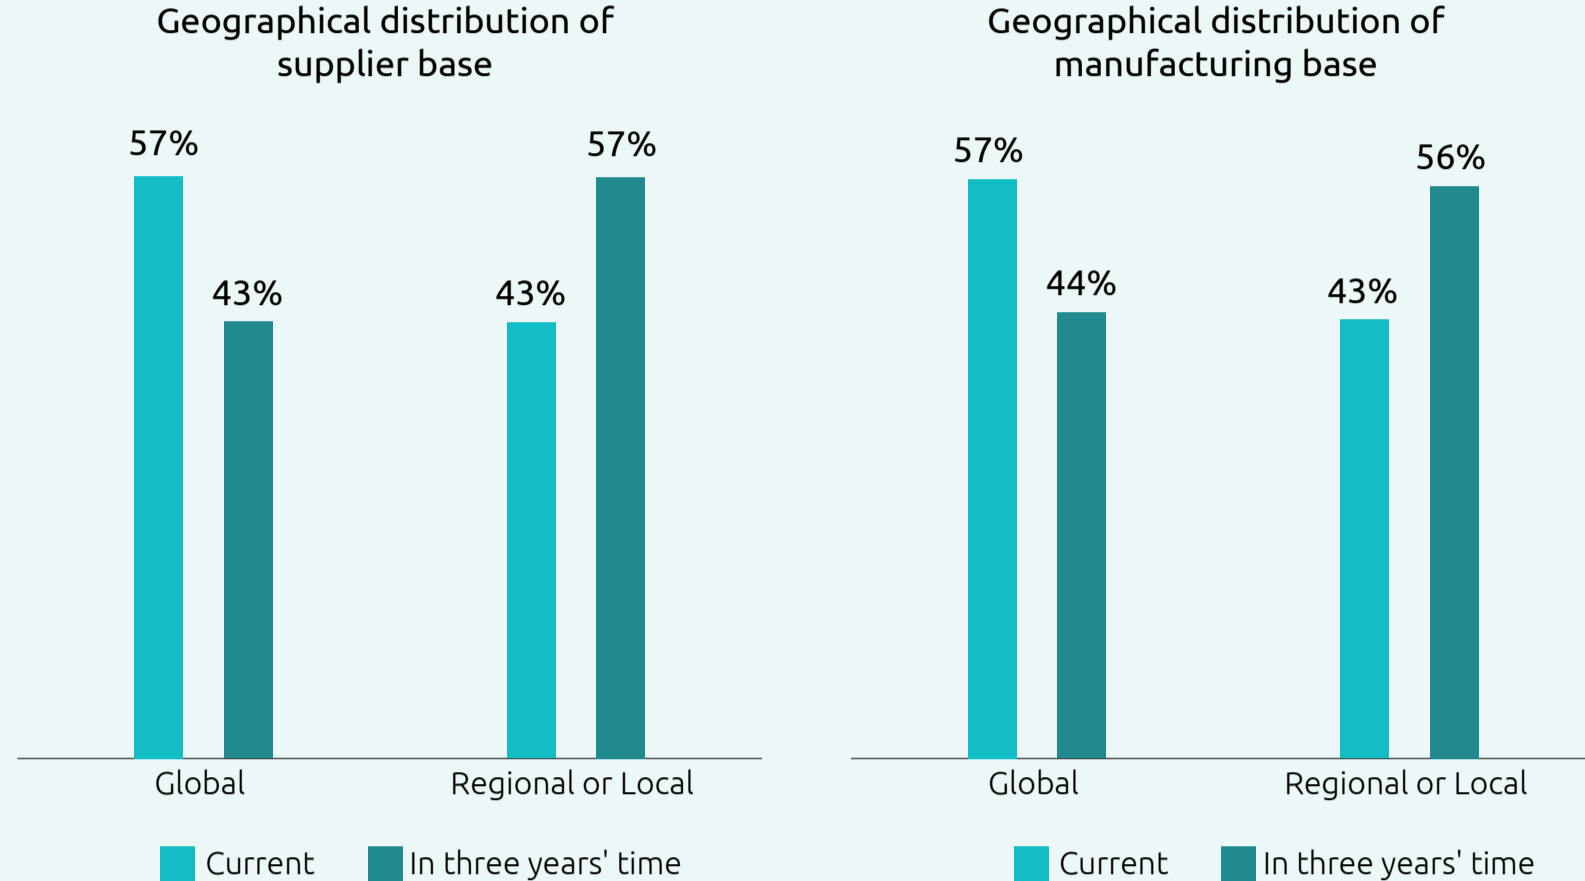 Geographical distribution of
supplier base
57%
43%
43%
57%
Global
Regional or Local
Current
In three years' time
Geographical distribution of
manufacturing base
57%
44%
43%
56%
Global
Regional or Local
Current
In three years' time